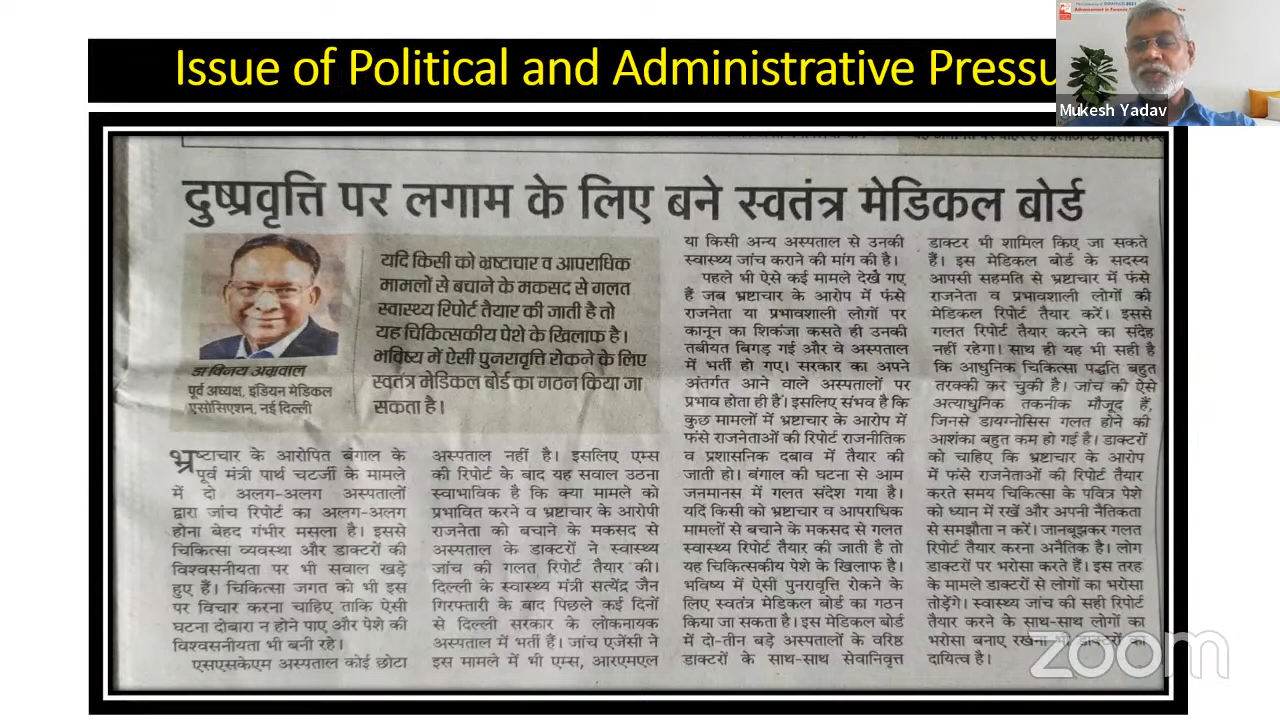 Issue of Political and Administrative Pressu
Mukesh Yadav
दुष्प्रवृत्ति पर लगाम के लिए बने स्वतंत्र मेडिकल बोर्ड
डा विनय अग्रवाल
पूर्व अध्यक्ष, इंडियन मेडिकल
एसोसिएशन, नई दिल्ली
यदि किसी को भ्रष्टाचार व आपराधिक
मामलों से बचाने के मकसद से गलत
स्वास्थ्य रिपोर्ट तैयार की जाती है तो
यह चिकित्सकीय पेशे के खिलाफ है।
भविष्य में ऐसी पुनरावृत्ति रोकने के लिए
स्वतंत्र मेडिकल बोर्ड का गठन किया जा
सकता है।
भ्रष्टाचार के आरोपित बंगाल के
पूर्व मंत्री पार्थ चटर्जी के मामले
में दो अलग-अलग अस्पतालों
द्वारा जांच रिपोर्ट का अलग-अलग
होना बेहद गंभीर मसला है। इससे
चिकित्सा व्यवस्था और डाक्टरों की
विश्वसनीयता पर भी सवाल खड़े
हुए हैं। चिकित्सा जगत को भी इस
पर विचार करना चाहिए ताकि ऐसी
घटना दोबारा न होने पाए और पेशे की
विश्वसनीयता भी बनी रहे।
एसएसकेएम अस्पताल कोई छोटा
अस्पताल नहीं है। इसलिए एम्स
की रिपोर्ट के बाद यह सवाल उठना
स्वाभाविक है कि क्या मामले को
प्रभावित करने व भ्रष्टाचार के आरोपी
राजनेता को बचाने के मकसद से
अस्पताल के डाक्टरों ने स्वास्थ्य
जांच की गलत रिपोर्ट तैयार की।
दिल्ली के स्वास्थ्य मंत्री सत्येंद्र जैन
गिरफ्तारी के बाद पिछले कई दिनों
से दिल्ली सरकार के लोकनायक
अस्पताल में भर्ती हैं। जांच एजेंसी ने
इस मामले में भी एम्स, आरएमएल
या किसी अन्य अस्पताल से उनकी
स्वास्थ्य जांच कराने की मांग की है।
पहले भी ऐसे कई मामले देखे गए
हैं जब भ्रष्टाचार के आरोप में फंसे
राजनेता या प्रभावशाली लोगों पर
कानून का शिकंजा कसते ही उनकी
तबीयत बिगड़ गई और वे अस्पताल
में भर्ती हो गए। सरकार का अपने
अंतर्गत आने वाले अस्पतालों पर
प्रभाव होता ही हैं। इसलिए संभव है कि
कुछ मामलों में भ्रष्टाचार के आरोप में
फंसे राजनेताओं की रिपोर्ट राजनीतिक
व प्रशासनिक दबाव में तैयार की
जाती हो। बंगाल की घटना से आम
जनमानस में गलत संदेश गया है।
यदि किसी को भ्रष्टाचार व आपराधिक
मामलों से बचाने के मकसद से गलत
स्वास्थ्य रिपोर्ट तैयार की जाती है तो
यह चिकित्सकीय पेशे के खिलाफ है।
भविष्य में ऐसी पुनरावृत्ति रोकने के
लिए स्वतंत्र मेडिकल बोर्ड का गठन
किया जा सकता है। इस मेडिकल बोर्ड
में दो-तीन बड़े अस्पतालों के वरिष्ठ
डाक्टरों के साथ-साथ सेवानिवृत्त
डाक्टर भी शामिल किए जा सकते
हैं। इस मेडिकल बोर्ड के सदस्य
आपसी सहमति से भ्रष्टाचार में फंसे
राजनेता व प्रभावशाली लोगों की
मेडिकल रिपोर्ट तैयार करें। इससे
गलत रिपोर्ट तैयार करने का संदेह
नहीं रहेगा। साथ ही यह भी सही है
कि आधुनिक चिकित्सा पद्धति बहुत
तरक्की कर चुकी है। जांच की ऐसे
अत्याधुनिक तकनीक मौजूद हैं,
जिनसे डायग्नोसिस गलत होने की
आशंका बहुत कम हो गई है। डाक्टरों
को चाहिए कि भ्रष्टाचार के आरोप
में फंसे राजनेताओं की रिपोर्ट तैयार
करते समय चिकित्सा के पवित्र पेशे
को ध्यान में रखें और अपनी नैतिकता
से समझौता न करें। जानबूझकर गलत
रिपोर्ट तैयार करना अनैतिक है। लोग
डाक्टरों पर भरोसा करते हैं। इस तरह
के मामले डाक्टरों से लोगों का भरोसा
तोड़ेंगे। स्वास्थ्य जांच की सही रिपोर्ट
तैयार करने के साथ-साथ लोगों का
भरोसा बनाए रखना भी डाक्टरों का
दायित्व है।
zoom